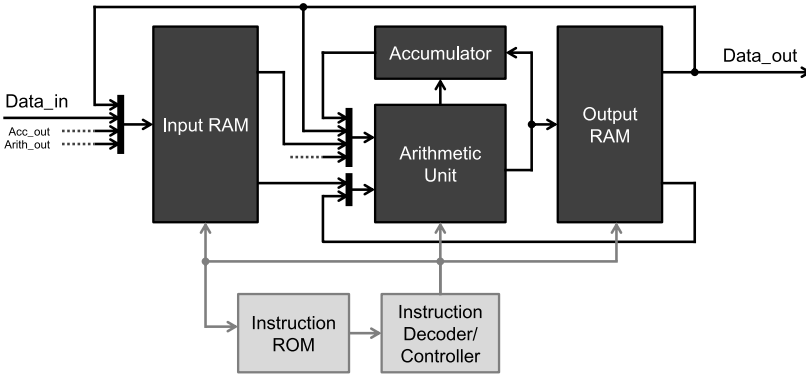 Accumulator
Data_out
Data_in
Input RAM
Output
RAM
Acc_out
Arith_out
Arithmetic
Unit
Instruction
ROM
Instruction
Decoder/
Controller